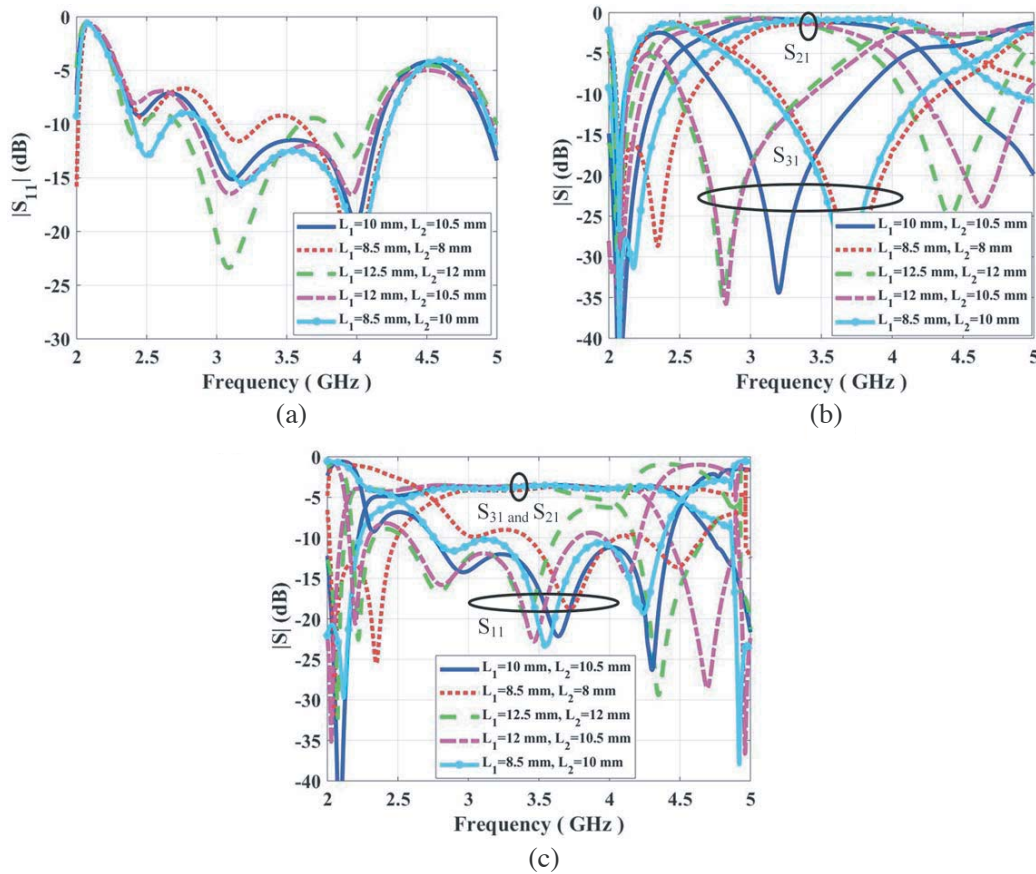 0
-5
-10
-15
-20
-25
-30
|S11| (dB)
L1=10 mm, L2=10.5 mm
L1=8.5 mm, L2=8 mm
L1=12.5 mm, L2=12 mm
L1=12 mm, L2=10.5 mm
L1=8.5 mm, L2=10 mm
2 2.5 3 3.5 4 4.5 5
Frequency ( GHz )
(a)
0
-5
-10
-15
-20
-25
-30
-35
-40
|S| (dB)
S21
S31
L1=10 mm, L2=10.5 mm
L1=8.5 mm, L2=8 mm
L1=12.5 mm, L2=12 mm
L1=12 mm, L2=10.5 mm
L1=8.5 mm, L2=10 mm
2 2.5 3 3.5 4 4.5 5
Frequency ( GHz )
(b)
0
-5
-10
-15
-20
-25
-30
-35
-40
|S| (dB)
S31 and S21
S11
L1=10 mm, L2=10.5 mm
L1=8.5 mm, L2=8 mm
L1=12.5 mm, L2=12 mm
L1=12 mm, L2=10.5 mm
L1=8.5 mm, L2=10 mm
2 2.5 3 3.5 4 4.5 5
Frequency ( GHz )
(c)